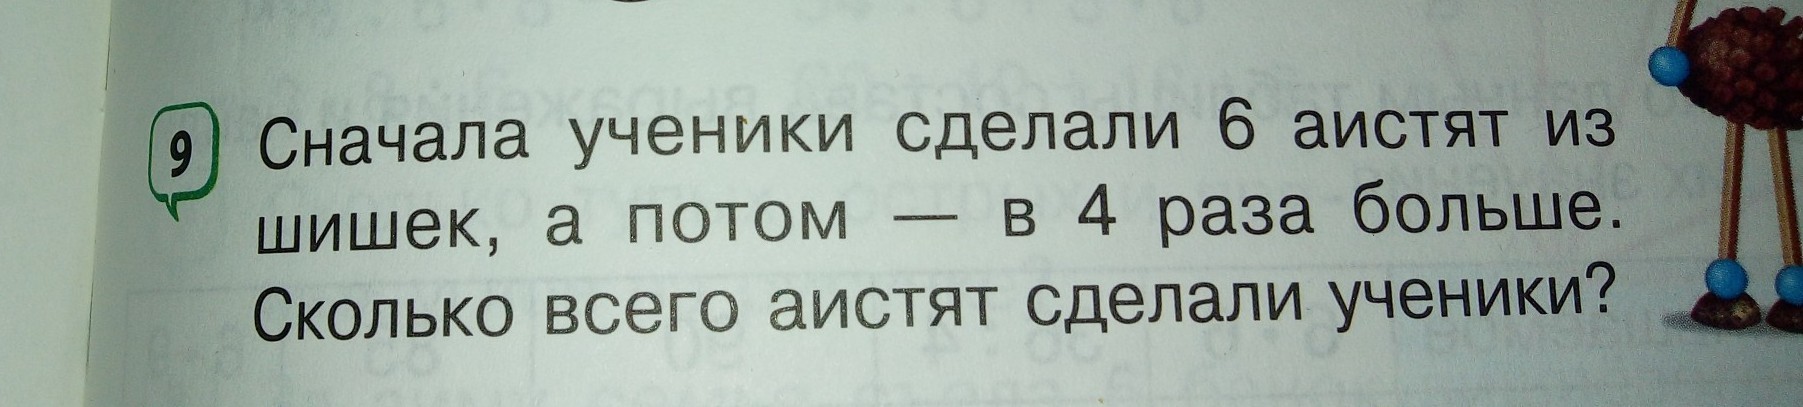 9 Сначала ученики сделали 6 аистят из
шишек, а потом — в 4 раза больше.
Сколько всего аистят сделали ученики?